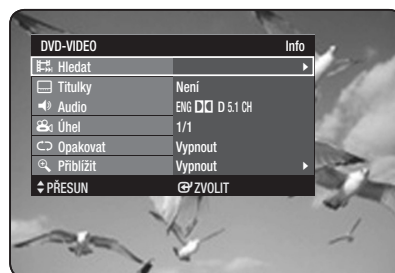 DVD-VIDEO Info
Hledat
Titulky Není
Audio ENG D 5.1 CH
Úhel 1/1
Opakovat Vypnout
Přiblížit Vypnout
PŘESUN ZVOLIT